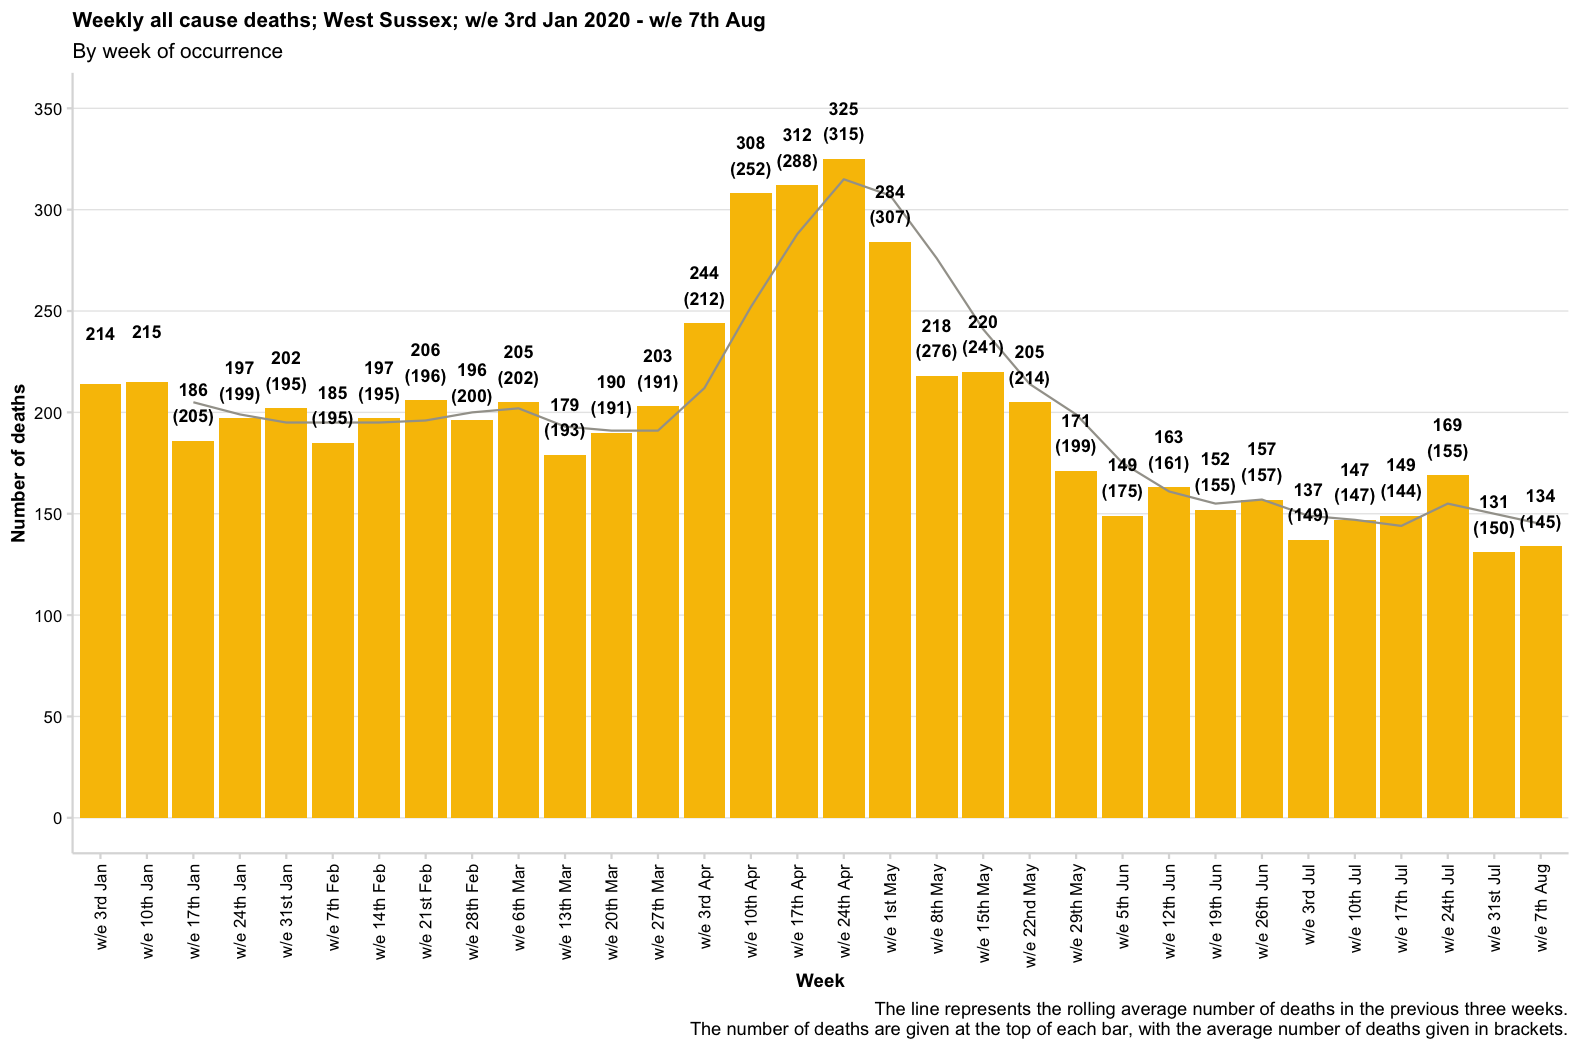 Weekly all cause deaths; West Sussex; w/e 3rd Jan 2020 - w/e 7th Aug
By week of occurrence
Number of deaths
350
300
250
200
150
100
50
0
214
215
186
(205)
197
(199)
202
(195)
185
(195)
197
(195)
206
(196)
196
(200)
205
(202)
179
(193)
190
(191)
203
(191)
244
(212)
308
(252)
312
(288)
325
(315)
284
(307)
218
(276)
220
(241)
205
(214)
171
(199)
149
(175)
163
(161)
152
(155)
157
(157)
137
(149)
147
(147)
149
(144)
169
(155)
131
(150)
134
(145)
w/e 3rd Jan
w/e 10th Jan
w/e 17th Jan
w/e 24th Jan
w/e 31st Jan
w/e 7th Feb
w/e 14th Feb
w/e 21st Feb
w/e 28th Feb
w/e 6th Mar
w/e 13th Mar
w/e 20th Mar
w/e 27th Mar
w/e 3rd Apr
w/e 10th Apr
w/e 17th Apr
w/e 24th Apr
w/e 1st May
w/e 8th May
w/e 15th May
w/e 22nd May
w/e 29th May
w/e 5th Jun
w/e 12th Jun
w/e 19th Jun
w/e 26th Jun
w/e 3rd Jul
w/e 10th Jul
w/e 17th Jul
w/e 24th Jul
w/e 31st Jul
w/e 7th Aug
Week
The line represents the rolling average number of deaths in the previous three weeks.
The number of deaths are given at the top of each bar, with the average number of deaths given in brackets.